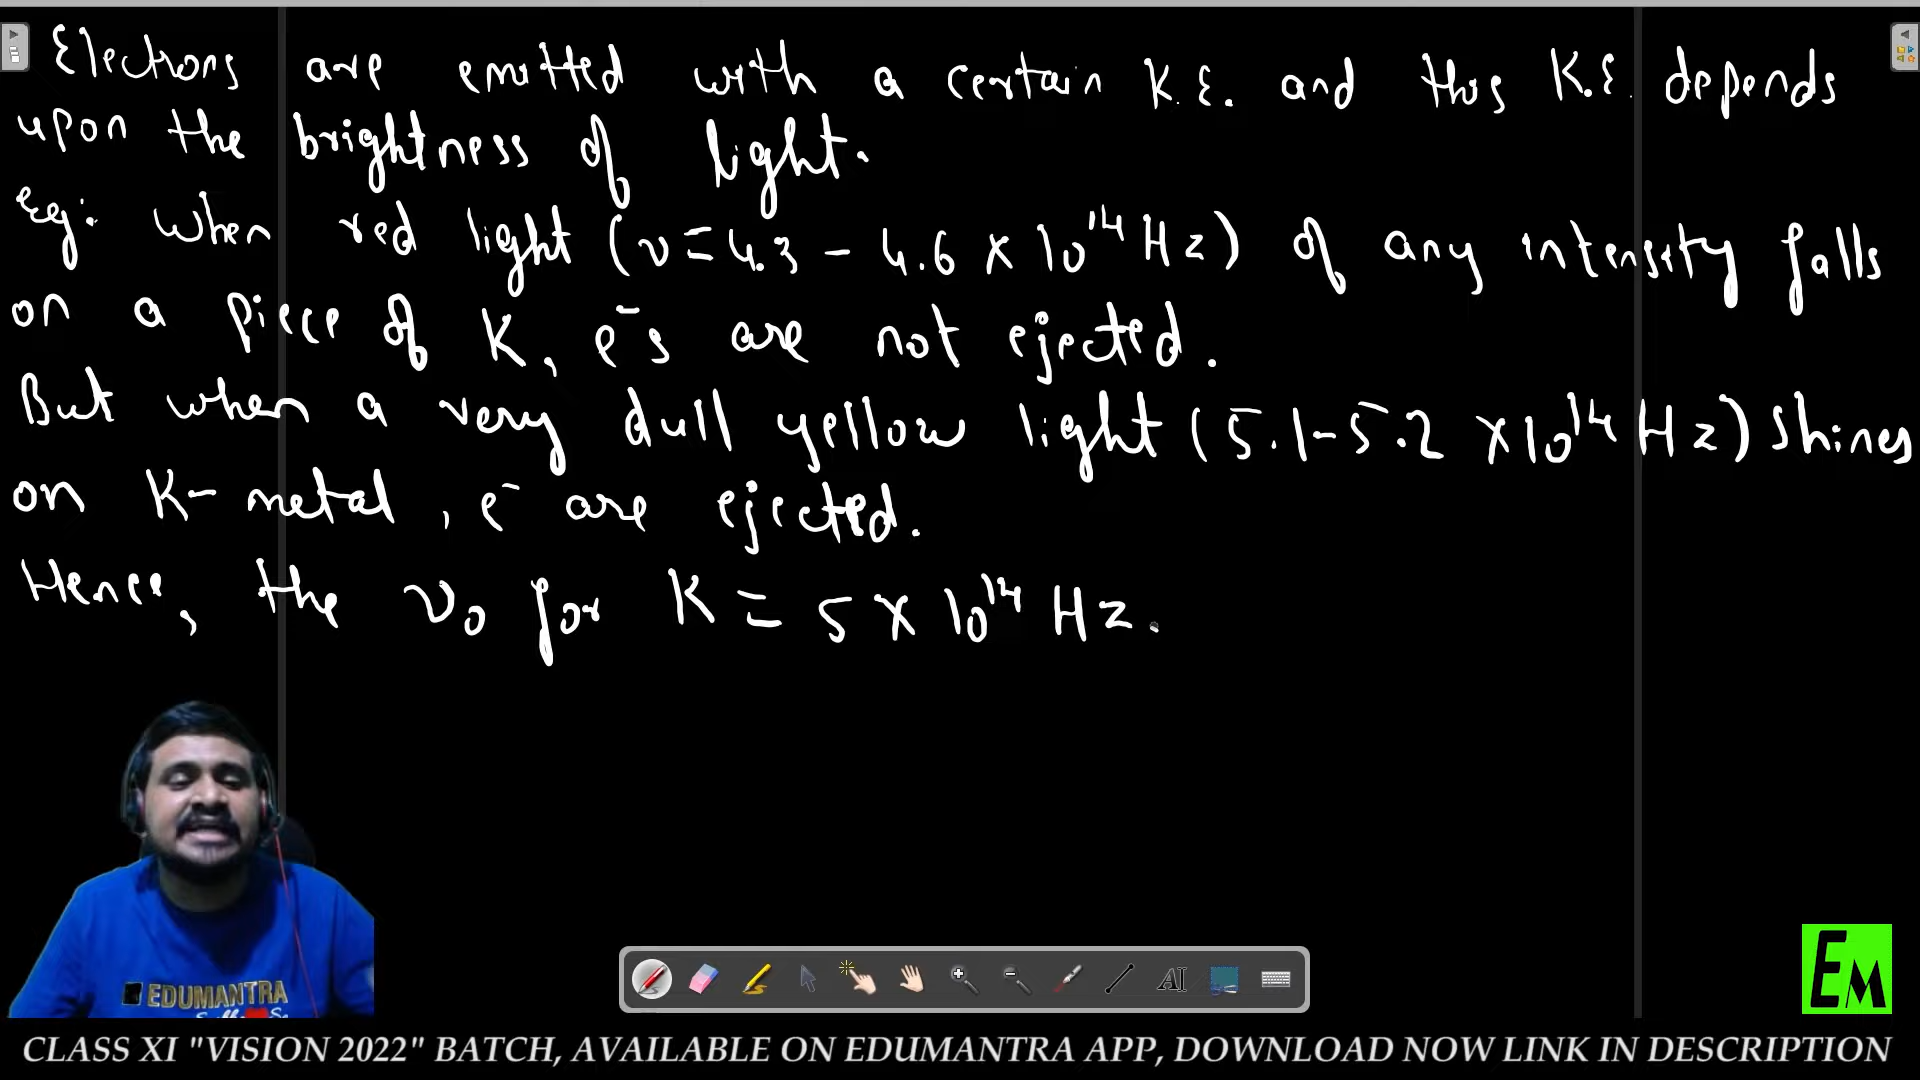 Electrons are emitted with a certain K.E. and this K.E. depends
upon the brightness of light.
Eg: When red light (ν = 4.3 - 4.6 × 10¹⁴ Hz) of any intensity falls
on a piece of K, e⁻s are not ejected.
But when a very dull yellow light (5.1-5.2 × 10¹⁴ Hz) shines
on K-metal, e⁻ are ejected.
Hence, the ν₀ for K = 5 × 10¹⁴ Hz.
EDUMANTRA
AI
EM
CLASS XI "VISION 2022" BATCH, AVAILABLE ON EDUMANTRA APP, DOWNLOAD NOW LINK IN DESCRIPTION